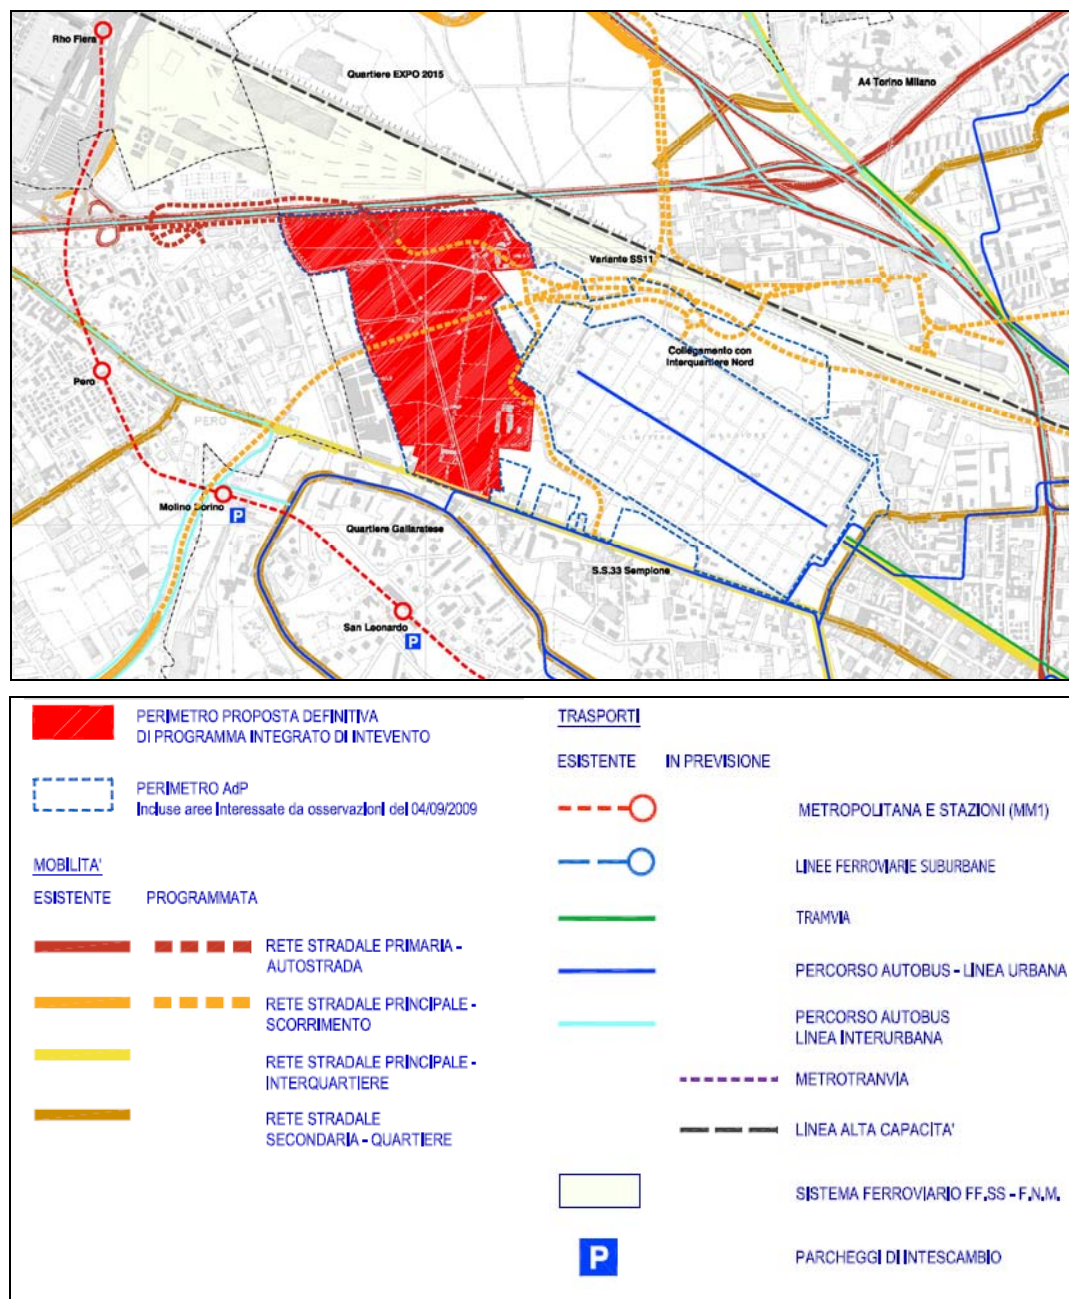 Rho Fiera
Quartiere EXPO 2015
A4 Torino Milano
Variante SS11
Collegamento con
Interquartiere Nord
Pero
PERO
Molino Dorino
P
Quartiere Gallaratese
S.S.33 Sempione
San Leonardo
P
PERIMETRO PROPOSTA DEFINITIVA
DI PROGRAMMA INTEGRATO DI INTEVENTO
PERIMETRO AdP
Incluse aree Interessate da osservazioni del 04/09/2009
MOBILITA'
ESISTENTE PROGRAMMATA
RETE STRADALE PRIMARIA -
AUTOSTRADA
RETE STRADALE PRINCIPALE -
SCORRIMENTO
RETE STRADALE PRINCIPALE -
INTERQUARTIERE
RETE STRADALE
SECONDARIA - QUARTIERE
TRASPORTI
ESISTENTE IN PREVISIONE
METROPOLITANA E STAZIONI (MM1)
LINEE FERROVIARIE SUBURBANE
TRAMVIA
PERCORSO AUTOBUS - LINEA URBANA
PERCORSO AUTOBUS
LINEA INTERURBANA
METROTRANVIA
LINEA ALTA CAPACITA'
SISTEMA FERROVIARIO FF.SS - F.N.M.
P
PARCHEGGI DI INTESCAMBIO